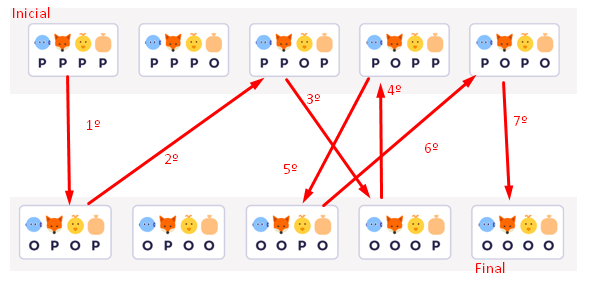 Inicial
P P P P
P P P O
P P O P
P O P P
P O P O
1º
2º
3º
4º
5º
6º
7º
O P O P
O P O O
O O P O
O O O P
O O O O
Final